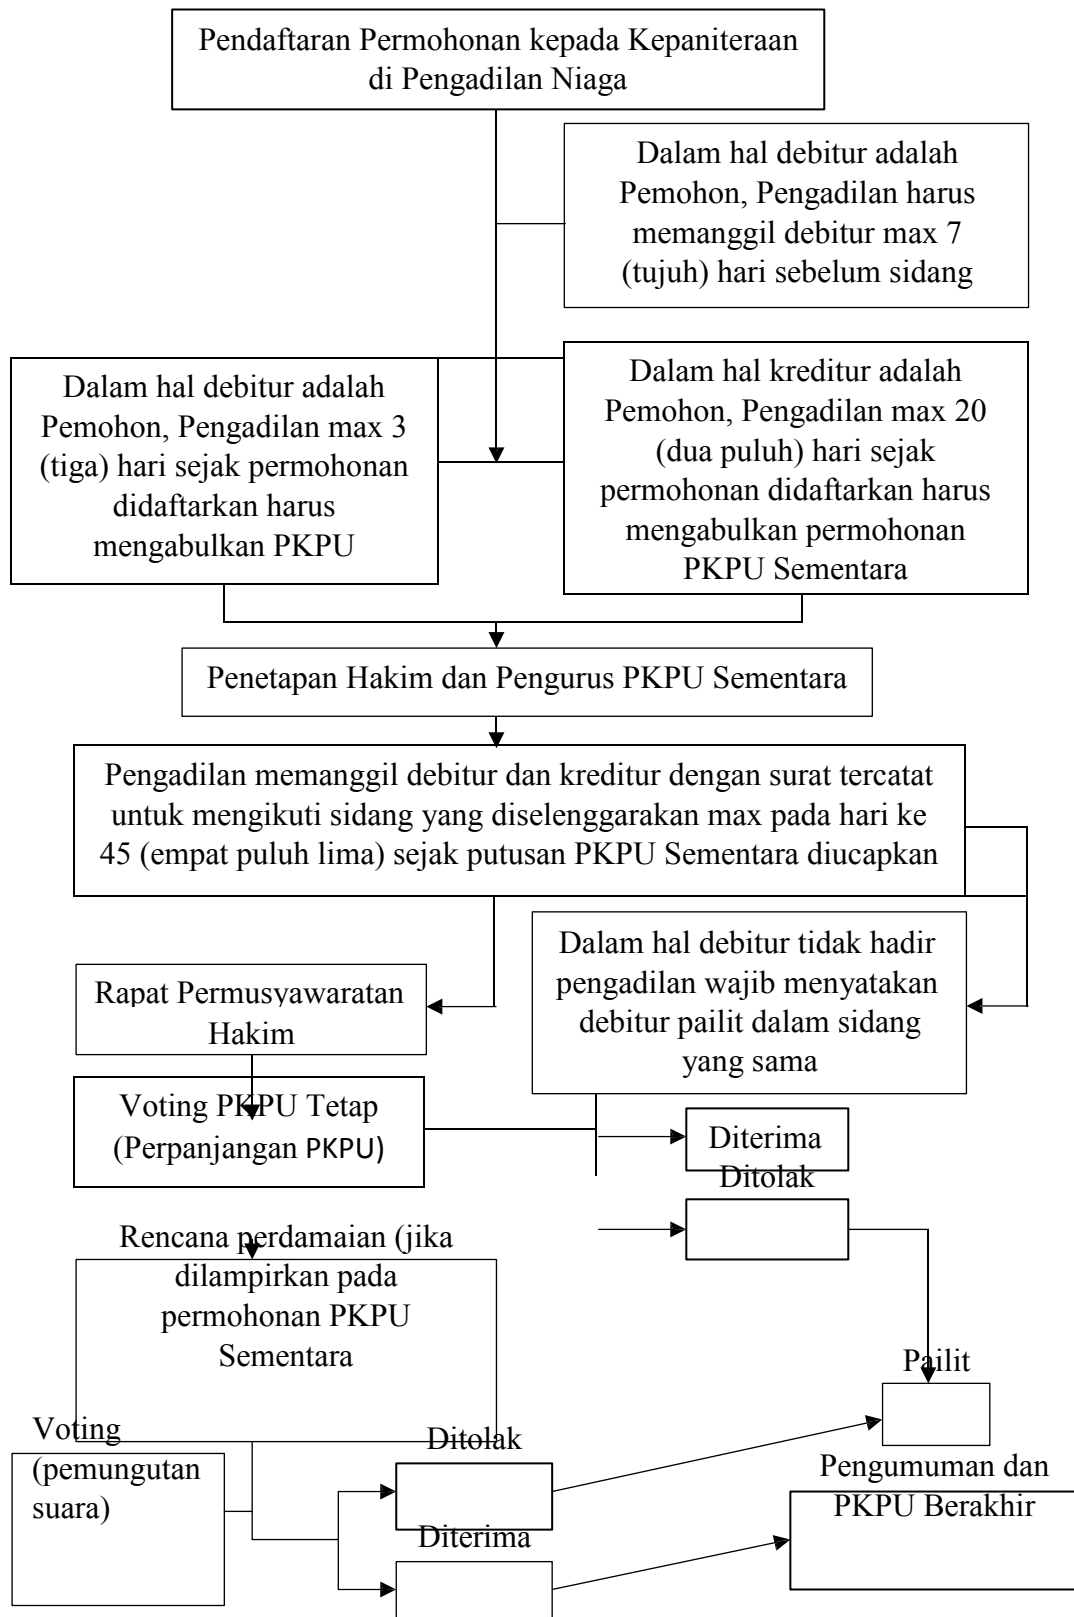 Pendaftaran Permohonan kepada Kepaniteraan
di Pengadilan Niaga
Dalam hal debitur adalah
Pemohon, Pengadilan harus
memanggil debitur max 7
(tujuh) hari sebelum sidang
Dalam hal debitur adalah
Pemohon, Pengadilan max 3
(tiga) hari sejak permohonan
didaftarkan harus
mengabulkan PKPU
Dalam hal kreditur adalah
Pemohon, Pengadilan max 20
(dua puluh) hari sejak
permohonan didaftarkan harus
mengabulkan permohonan
PKPU Sementara
Penetapan Hakim dan Pengurus PKPU Sementara
Pengadilan memanggil debitur dan kreditur dengan surat tercatat
untuk mengikuti sidang yang diselenggarakan max pada hari ke
45 (empat puluh lima) sejak putusan PKPU Sementara diucapkan
Dalam hal debitur tidak hadir
pengadilan wajib menyatakan
debitur pailit dalam sidang
yang sama
Rapat Permusyawaratan
Hakim
Voting PKPU Tetap
(Perpanjangan PKPU)
Diterima
Ditolak
Rencana perdamaian (jika
dilampirkan pada
permohonan PKPU
Sementara
Pailit
Voting
(pemungutan
suara)
Ditolak
Diterima
Pengumuman dan
PKPU Berakhir